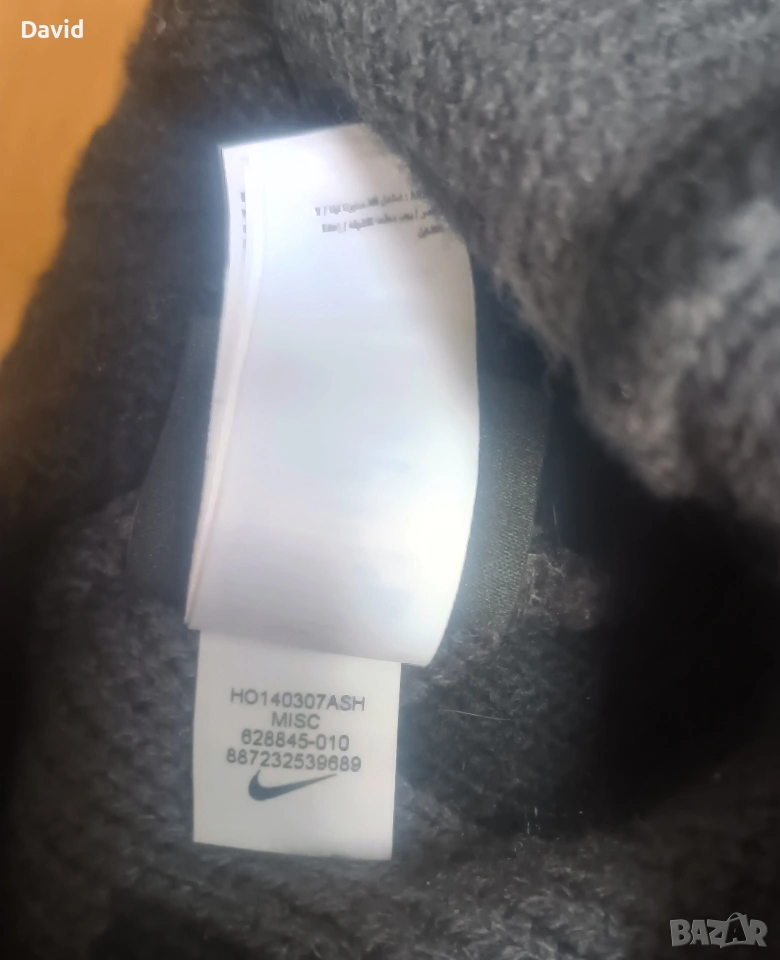 David
HO140307ASH
MISC
628845-010
887232539689
BAZAR